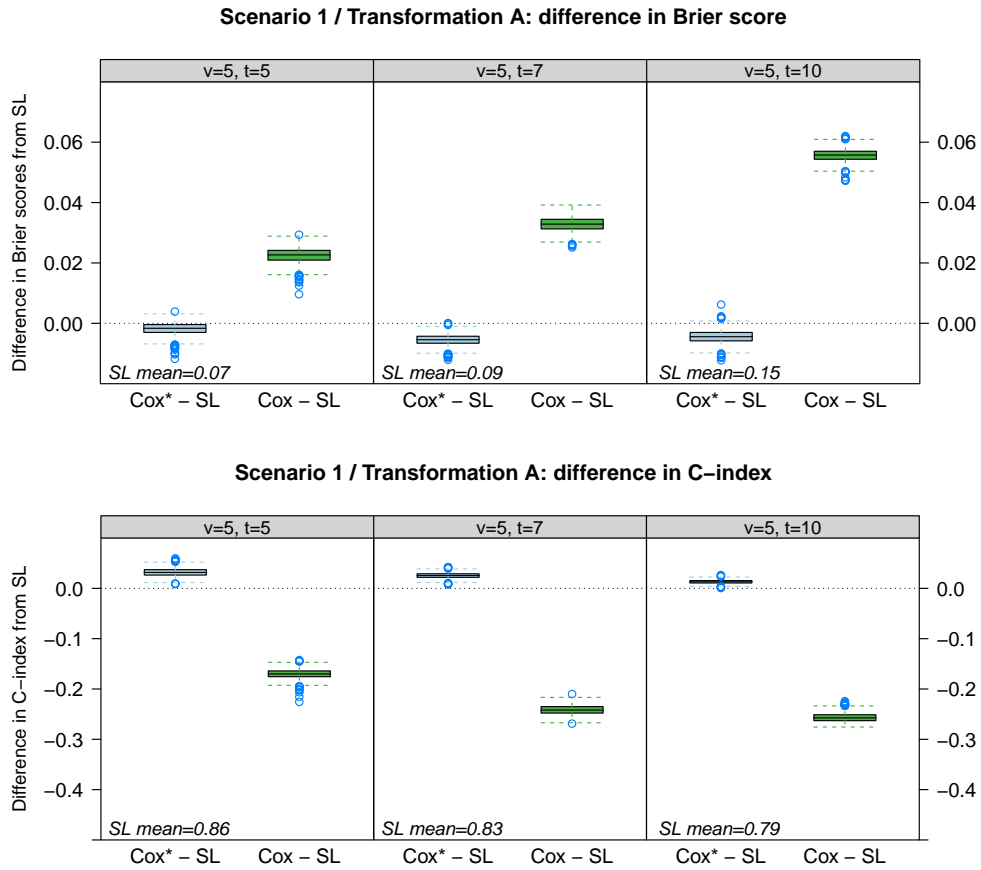 Scenario 1 / Transformation A: difference in Brier score
v=5, t=5 v=5, t=7 v=5, t=10
Difference in Brier scores from SL
0.06 0.06
0.04 0.04
0.02 0.02
0.00 0.00
SL mean=0.07 SL mean=0.09 SL mean=0.15
Cox* − SL Cox − SL Cox* − SL Cox − SL Cox* − SL Cox − SL
Scenario 1 / Transformation A: difference in C−index
v=5, t=5 v=5, t=7 v=5, t=10
Difference in C−index from SL
0.0 0.0
−0.1 −0.1
−0.2 −0.2
−0.3 −0.3
−0.4 −0.4
SL mean=0.86 SL mean=0.83 SL mean=0.79
Cox* − SL Cox − SL Cox* − SL Cox − SL Cox* − SL Cox − SL